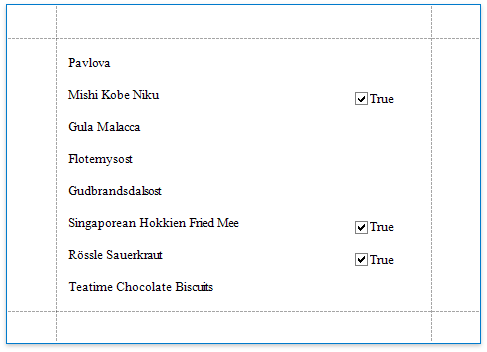 Pavlova
Mishi Kobe Niku True
Gula Malacca
Flotemysost
Gudbrandsdalsost
Singaporean Hokkien Fried Mee True
Rössle Sauerkraut True
Teatime Chocolate Biscuits